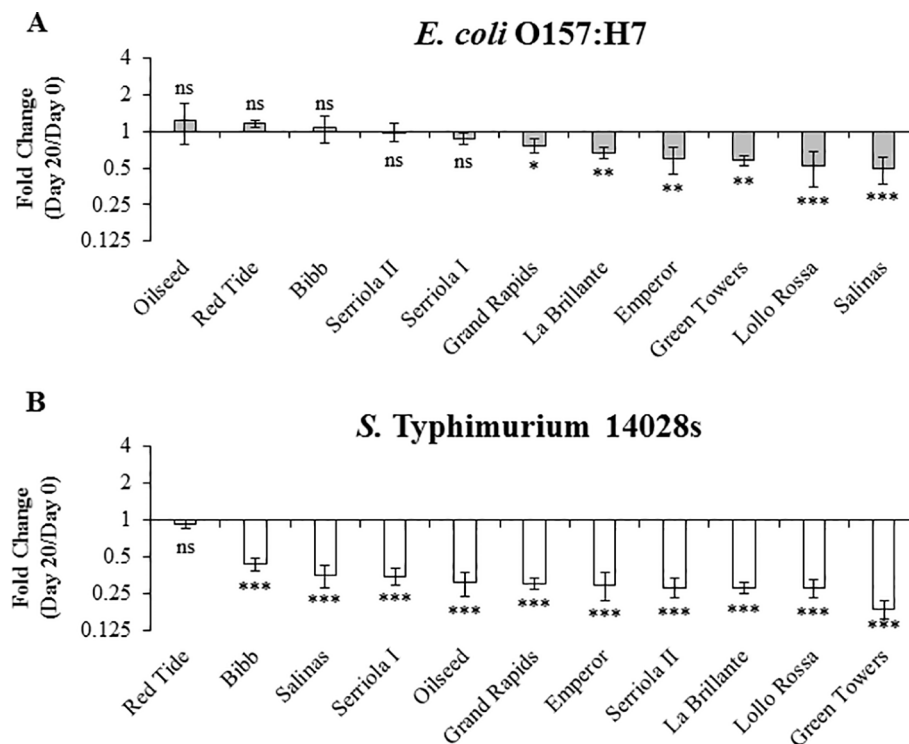 A
E. coli O157:H7
Fold Change
(Day 20/Day 0)
4
2
1
0.5
0.25
0.125
ns
ns
ns
ns
ns
*
**
**
**
***
***
Oilseed
Red Tide
Bibb
Serriola II
Serriola I
Grand Rapids
La Brillante
Emperor
Green Towers
Lollo Rossa
Salinas
B
S. Typhimurium 14028s
Fold Change
(Day 20/Day 0)
4
2
1
0.5
0.25
0.125
ns
***
***
***
***
***
***
***
***
***
***
Red Tide
Bibb
Salinas
Serriola I
Oilseed
Grand Rapids
Emperor
Serriola II
La Brillante
Lollo Rossa
Green Towers